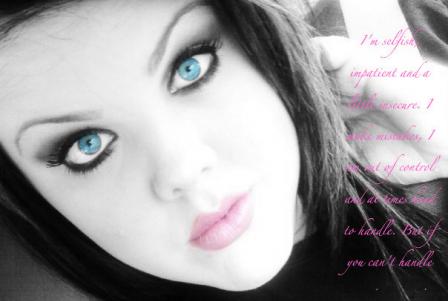 I'm selfish,
impatient and a
little insecure. I
make mistakes, I
am out of control
and at times hard
to handle. But if
you can't handle